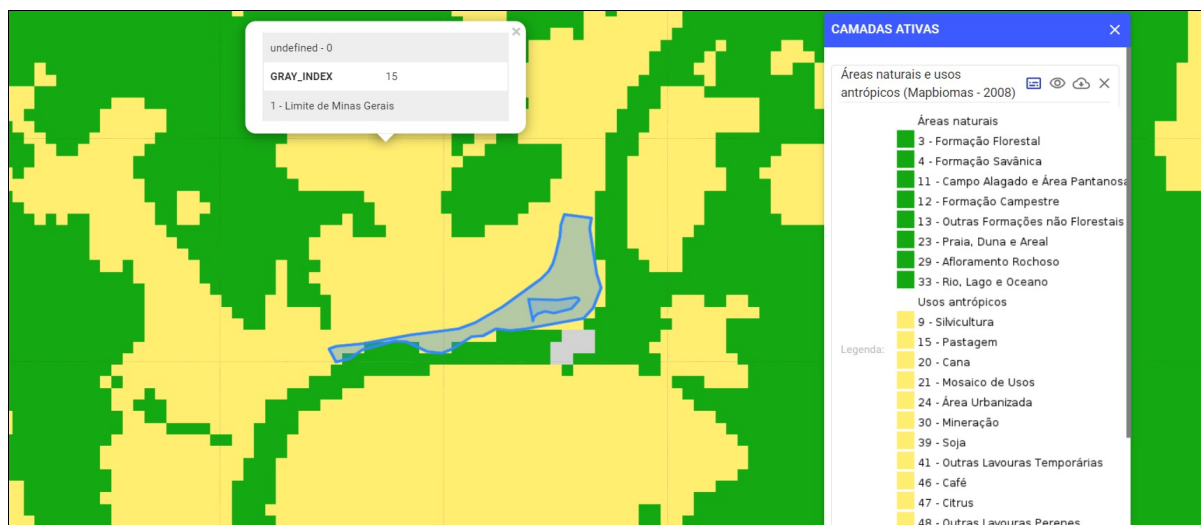 undefined - 0
GRAY_INDEX 15
1 - Limite de Minas Gerais
CAMADAS ATIVAS
Áreas naturais e usos
antrópicos (Mapbiomas - 2008)
Legenda:
Áreas naturais
3 - Formação Florestal
4 - Formação Savânica
11 - Campo Alagado e Área Pantanosa
12 - Formação Campestre
13 - Outras Formações não Florestais
23 - Praia, Duna e Areal
29 - Afloramento Rochoso
33 - Rio, Lago e Oceano
Usos antrópicos
9 - Silvicultura
15 - Pastagem
20 - Cana
21 - Mosaico de Usos
24 - Área Urbanizada
30 - Mineração
39 - Soja
41 - Outras Lavouras Temporárias
46 - Café
47 - Citrus
48 - Outras Lavouras Perenes